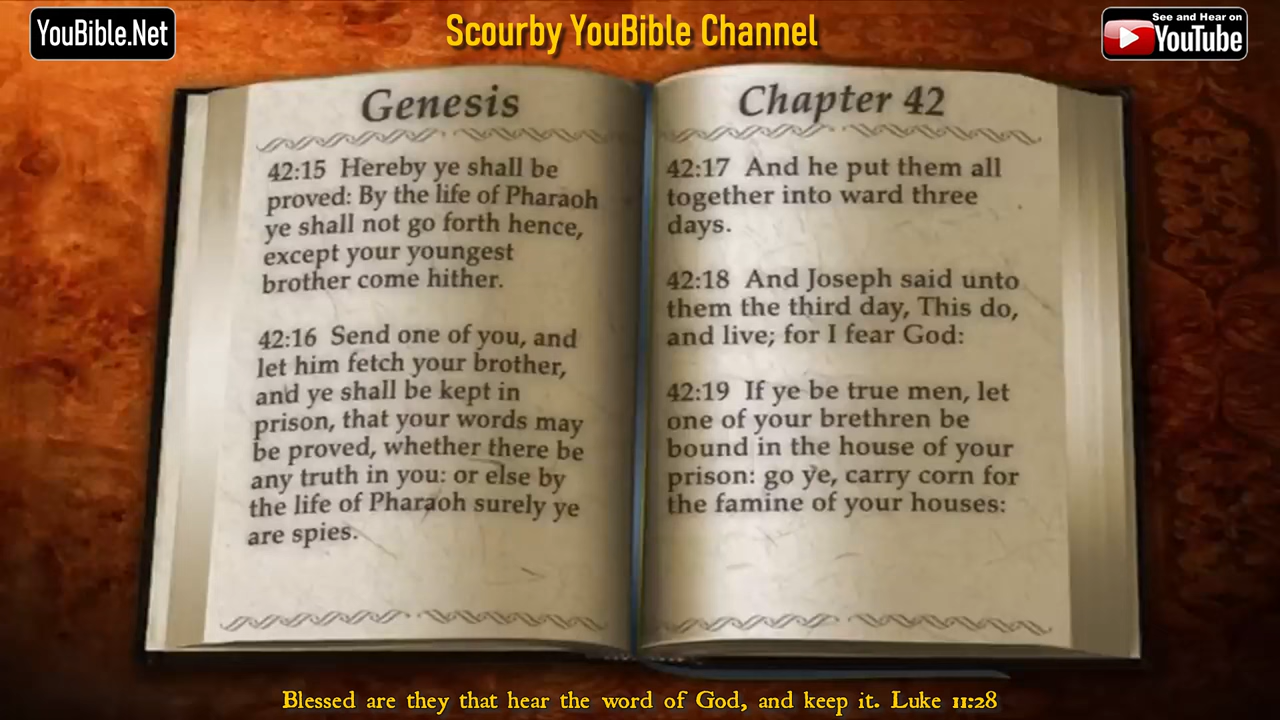 YouBible.Net
Scourby YouBible Channel
See and Hear on
YouTube
Genesis
42:15 Hereby ye shall be
proved: By the life of Pharaoh
ye shall not go forth hence,
except your youngest
brother come hither.
42:16 Send one of you, and
let him fetch your brother,
and ye shall be kept in
prison, that your words may
be proved, whether there be
any truth in you: or else by
the life of Pharaoh surely ye
are spies.
Chapter 42
42:17 And he put them all
together into ward three
days.
42:18 And Joseph said unto
them the third day, This do,
and live; for I fear God:
42:19 If ye be true men, let
one of your brethren be
bound in the house of your
prison: go ye, carry corn for
the famine of your houses:
Blessed are they that hear the word of God, and keep it. Luke 11:28